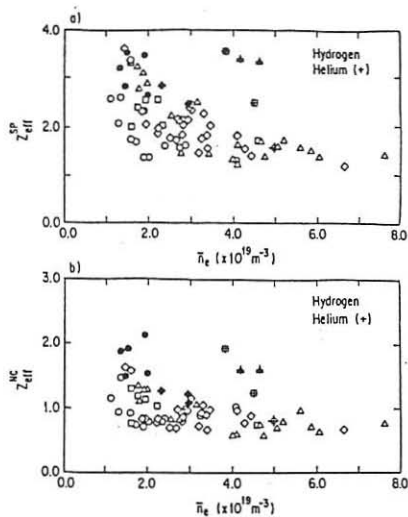 a)
4.0
Hydrogen
Helium (+)
Z_eff^SP
2.0
0.0
0.0 2.0 4.0 6.0 8.0
n̄e (x10^19 m^-3)
b)
3.0
Hydrogen
Helium (+)
2.0
Z_eff^NC
1.0
0.0
0.0 2.0 4.0 6.0 8.0
n̄e (x10^19 m^-3)